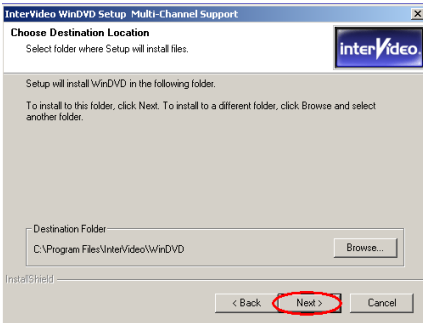 InterVideo WinDVD Setup Multi-Channel Support
Choose Destination Location
Select folder where Setup will install files.
interVideo.
Setup will install WinDVD in the following folder.
To install to this folder, click Next. To install to a different folder, click Browse and select
another folder.
Destination Folder
C:\Program Files\InterVideo\WinDVD
Browse...
InstallShield
< Back
Next >
Cancel